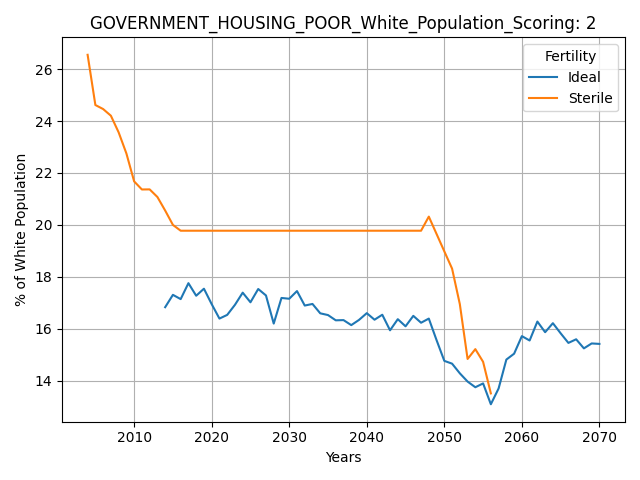 GOVERNMENT_HOUSING_POOR_White_Population_Scoring: 2
Fertility
Ideal
Sterile
% of White Population
26
24
22
20
18
16
14
2010 2020 2030 2040 2050 2060 2070
Years